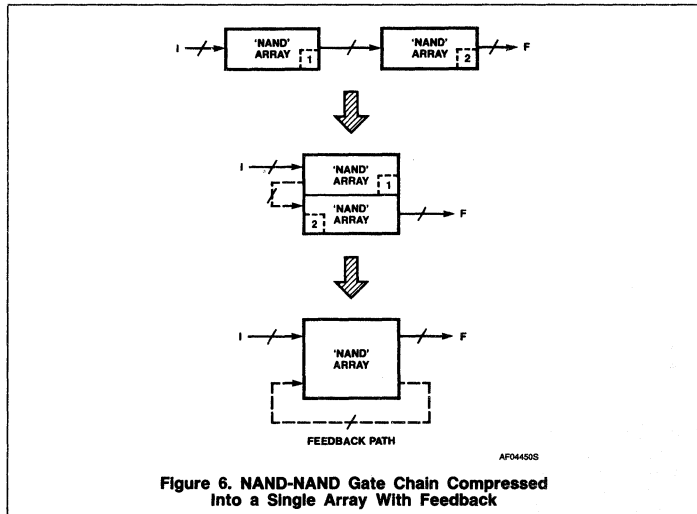 I 'NAND' ARRAY 1 'NAND' ARRAY 2 F
I 'NAND' ARRAY 1
2 'NAND' ARRAY F
I 'NAND' ARRAY F
FEEDBACK PATH
AF04450S
Figure 6. NAND-NAND Gate Chain Compressed
Into a Single Array With Feedback